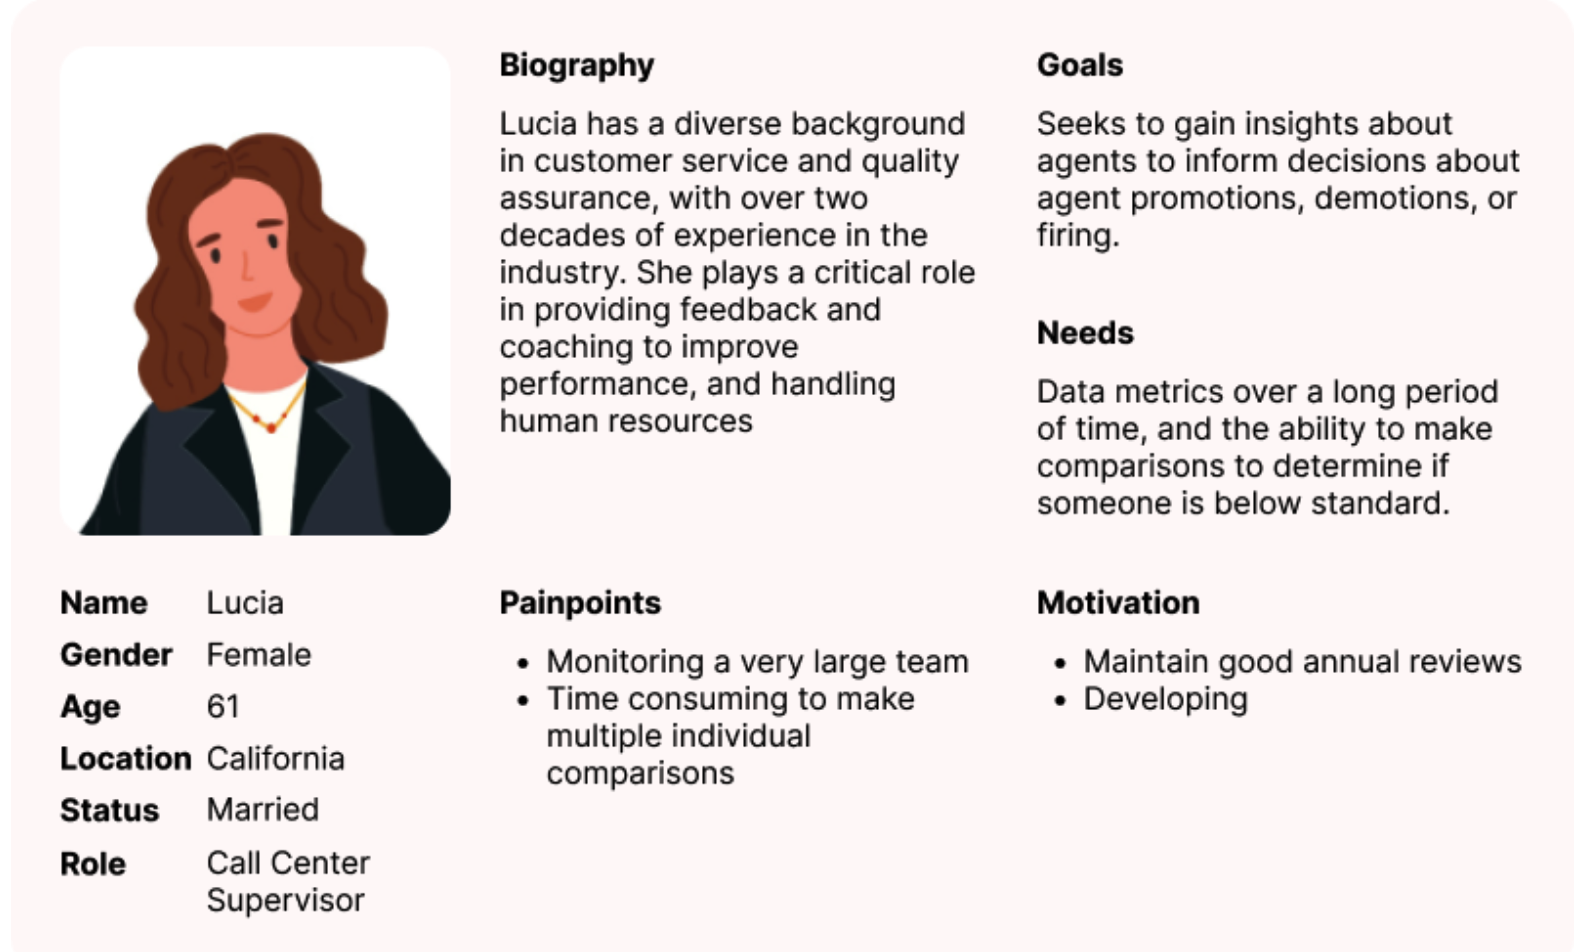 Biography
Lucia has a diverse background
in customer service and quality
assurance, with over two
decades of experience in the
industry. She plays a critical role
in providing feedback and
coaching to improve
performance, and handling
human resources
Goals
Seeks to gain insights about
agents to inform decisions about
agent promotions, demotions, or
firing.
Needs
Data metrics over a long period
of time, and the ability to make
comparisons to determine if
someone is below standard.
Name Lucia
Gender Female
Age 61
Location California
Status Married
Role Call Center
Supervisor
Painpoints
• Monitoring a very large team
• Time consuming to make
multiple individual
comparisons
Motivation
• Maintain good annual reviews
• Developing